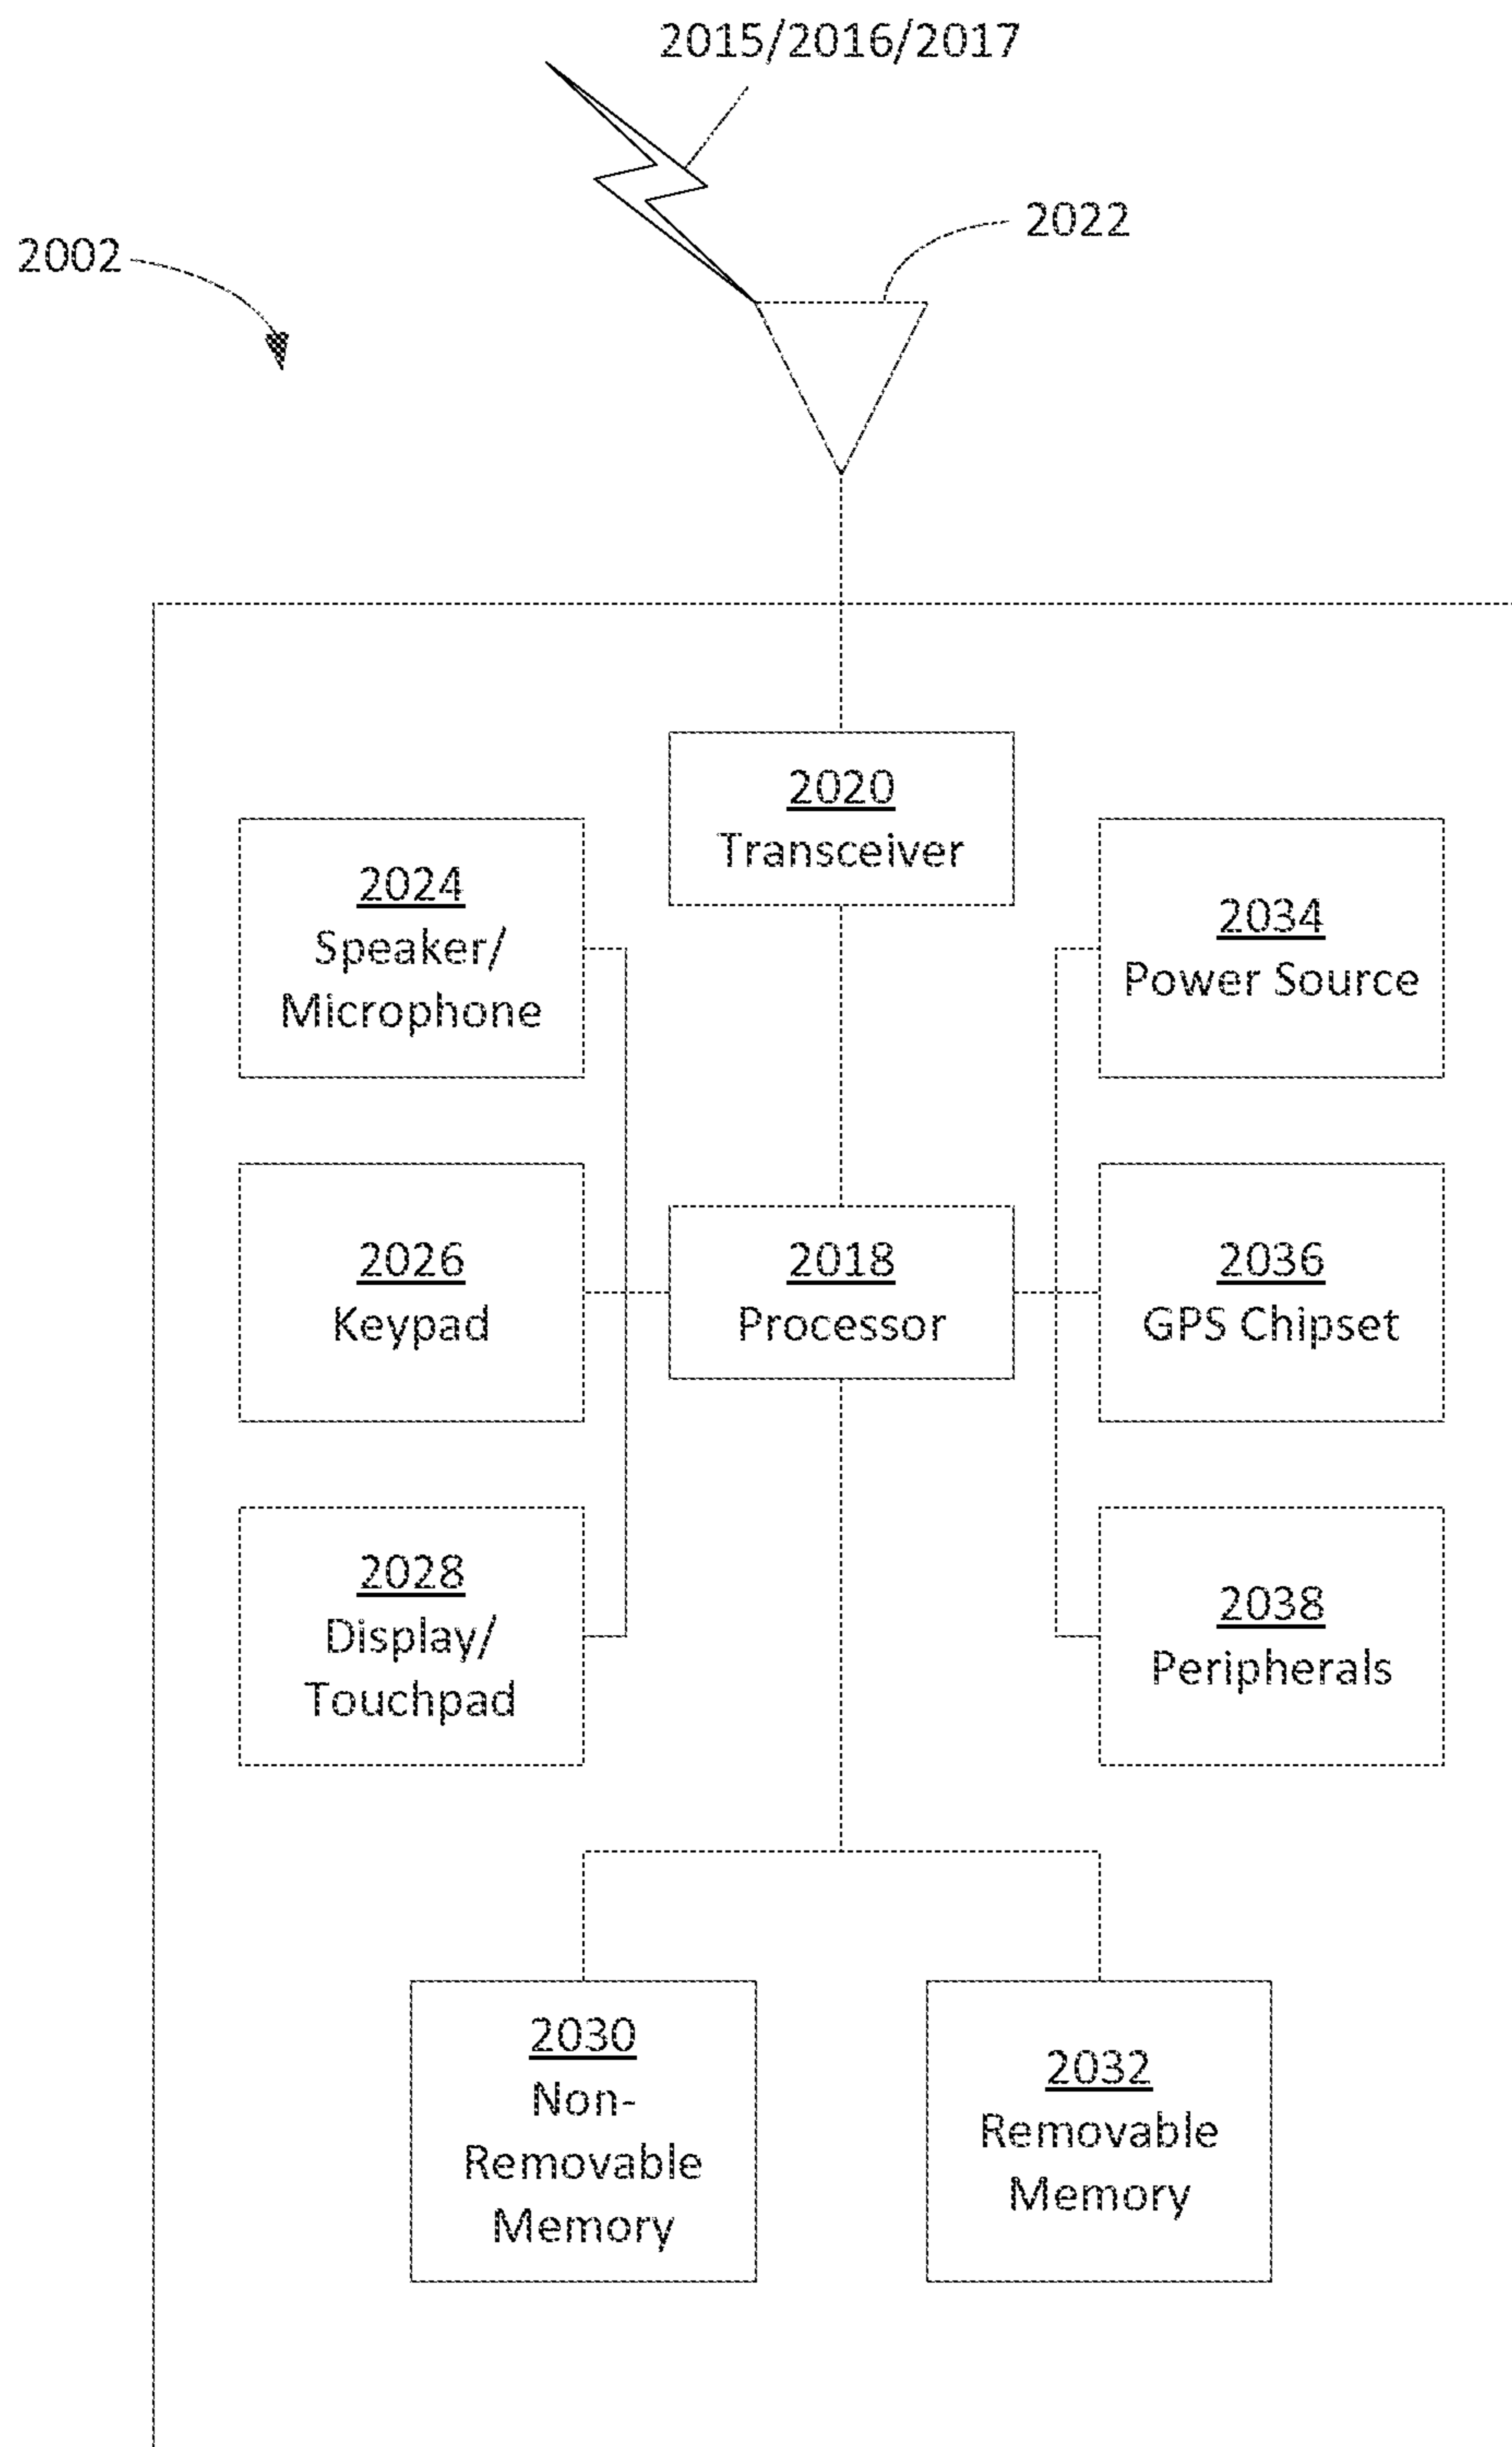 2015/2016/2017
2022
2002
2020
Transceiver
2024
Speaker/
Microphone
2034
Power Source
2026
Keypad
2018
Processor
2036
GPS Chipset
2028
Display/
Touchpad
2038
Peripherals
2030
Non-
Removable
Memory
2032
Removable
Memory